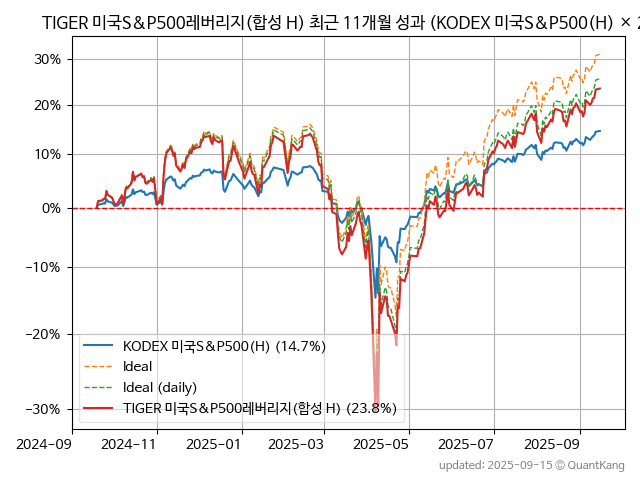 TIGER 미국S&P500레버리지(합성 H) 최근 11개월 성과 (KODEX 미국S&P500(H) ×
30%
20%
10%
0%
−10%
−20%
−30%
KODEX 미국S&P500(H) (14.7%)
Ideal
Ideal (daily)
TIGER 미국S&P500레버리지(합성 H) (23.8%)
2024-09 2024-11 2025-01 2025-03 2025-05 2025-07 2025-09
updated: 2025-09-15 © QuantKang